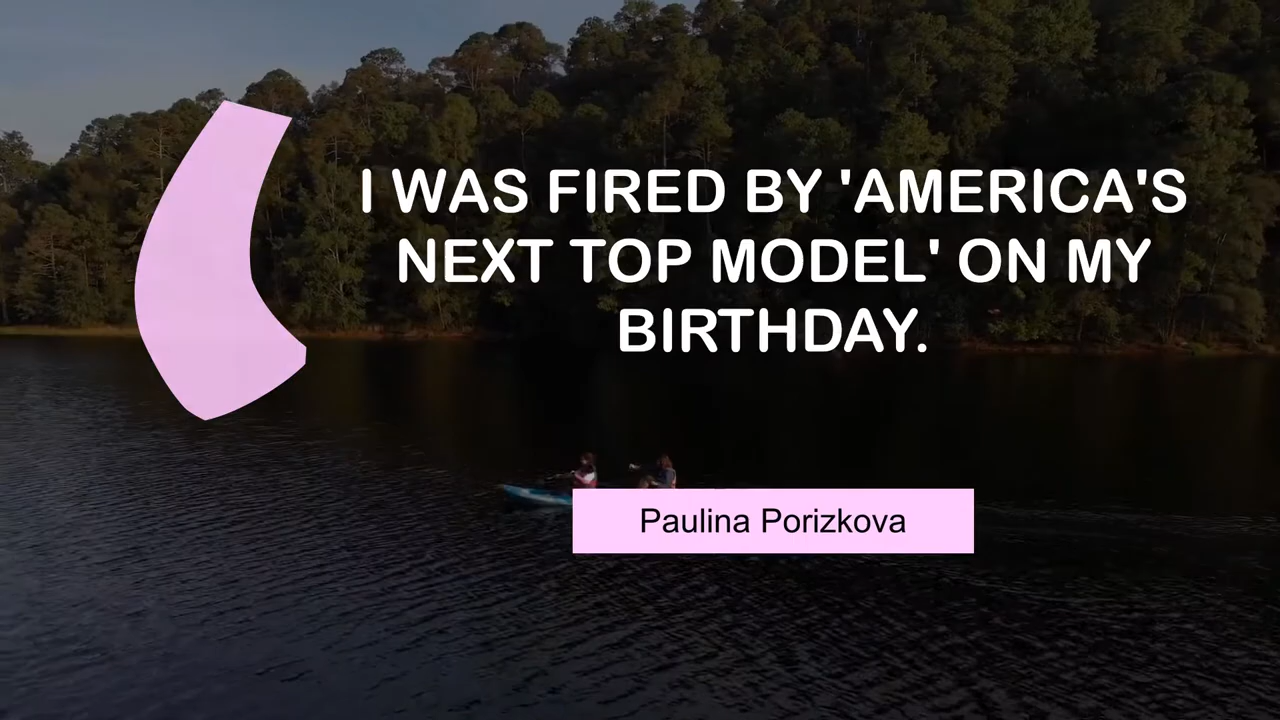 I WAS FIRED BY 'AMERICA'S
NEXT TOP MODEL' ON MY
BIRTHDAY.
Paulina Porizkova